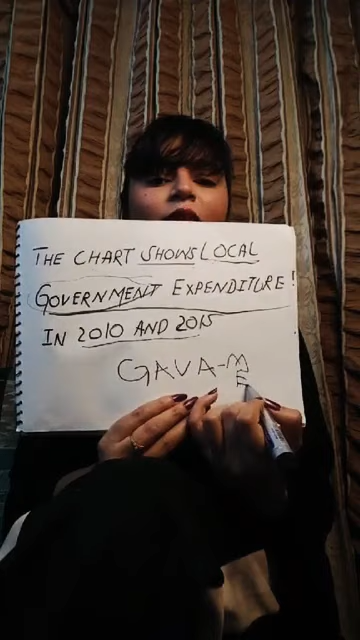 THE CHART SHOWS LOCAL
GOVERNMENT EXPENDITURE!
IN 2010 AND 2015
GAVA-M
E